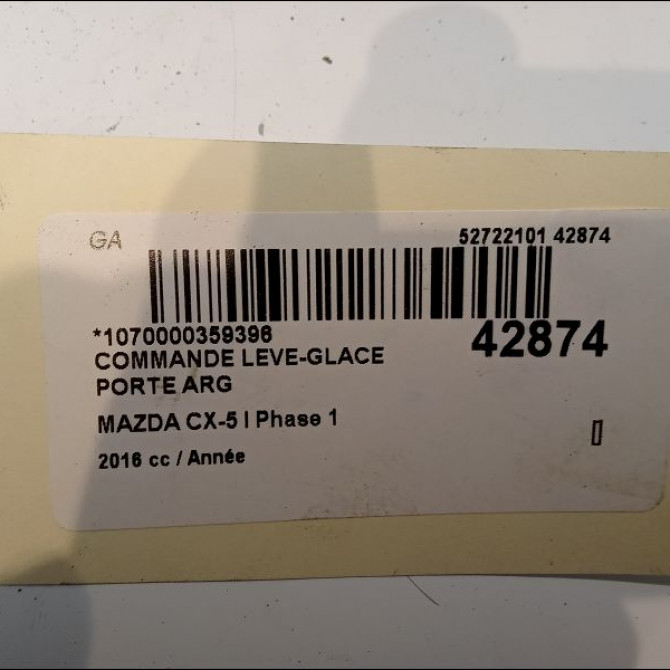 GA
52722101 42874
*1070000359396
42874
COMMANDE LEVE-GLACE
PORTE ARG
MAZDA CX-5 I Phase 1
2016 cc / Année